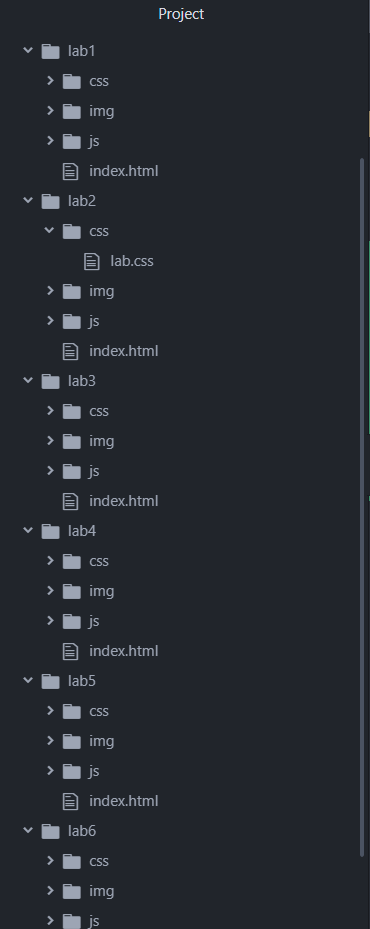 Project
lab1
css
img
js
index.html
lab2
css
lab.css
img
js
index.html
lab3
css
img
js
index.html
lab4
css
img
js
index.html
lab5
css
img
js
index.html
lab6
css
img
js